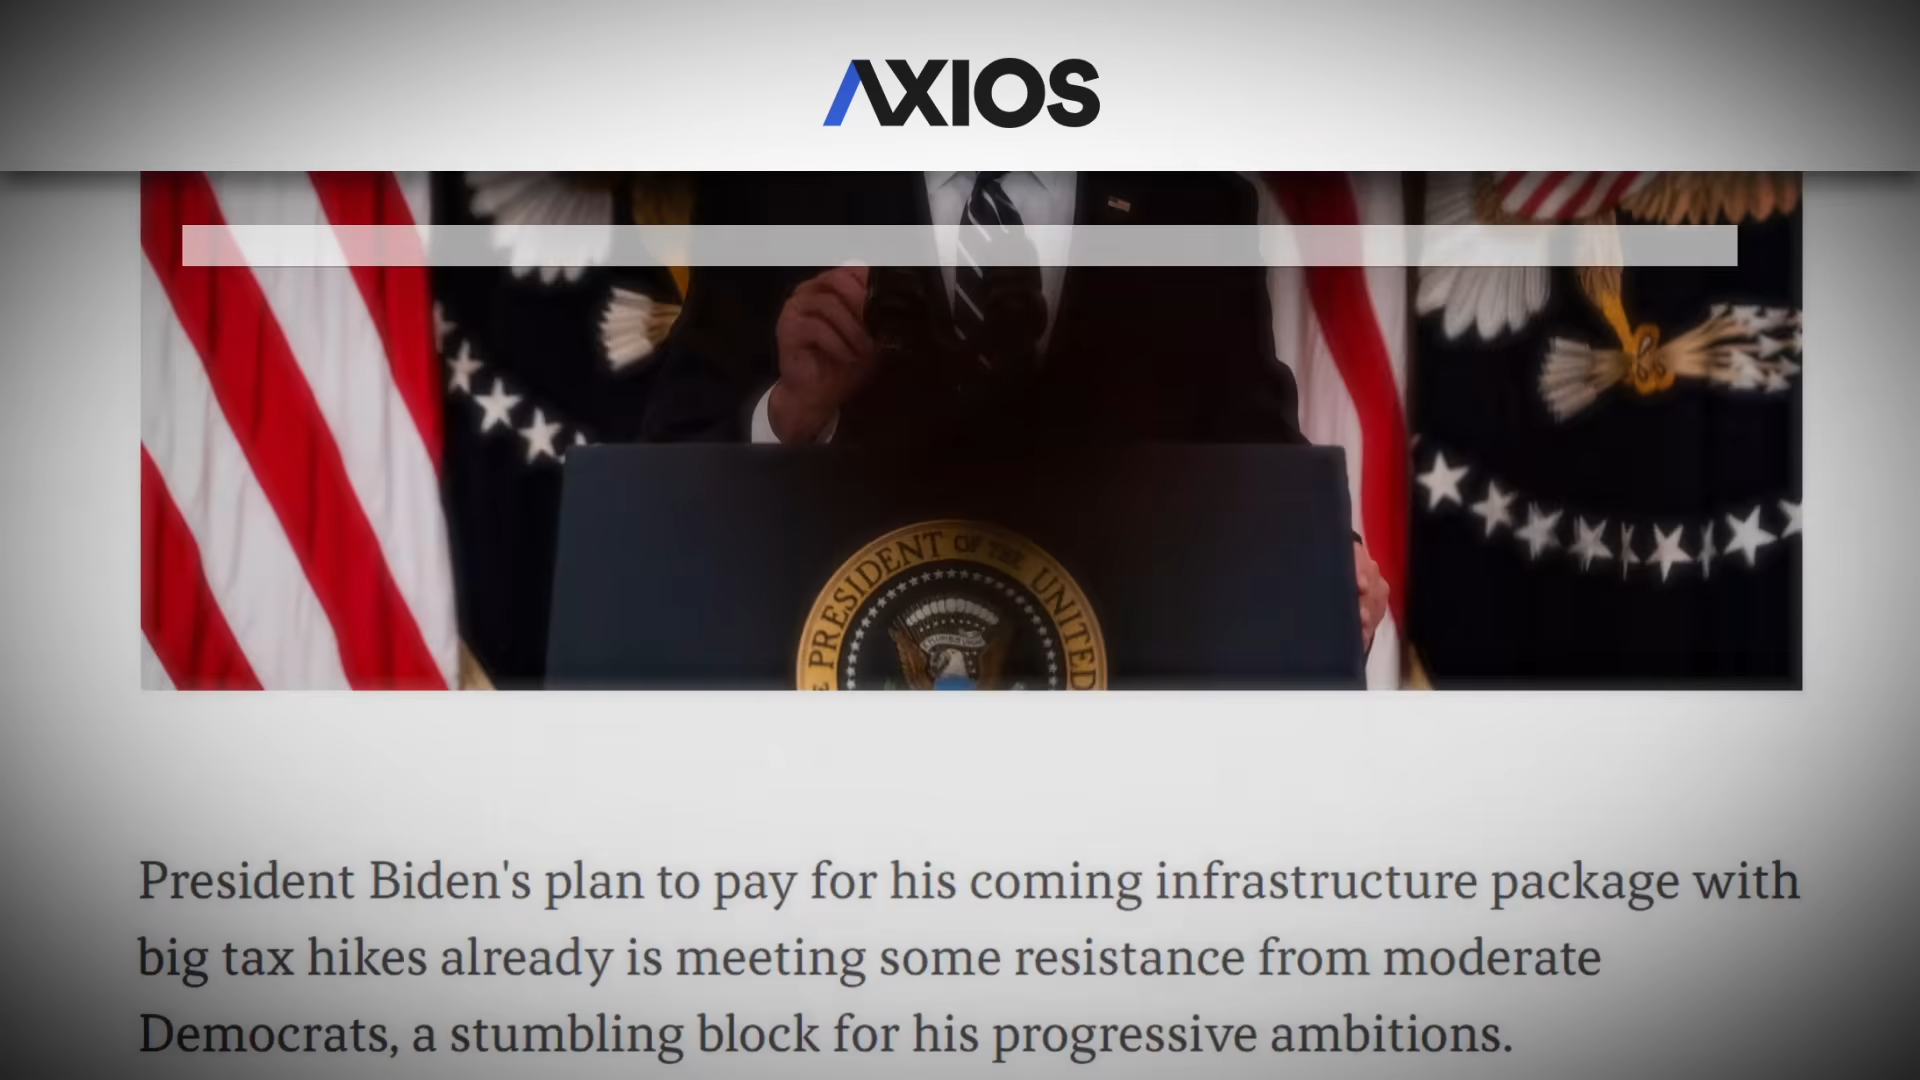 AXIOS
PRESIDENT OF THE UNITED
President Biden's plan to pay for his coming infrastructure package with
big tax hikes already is meeting some resistance from moderate
Democrats, a stumbling block for his progressive ambitions.